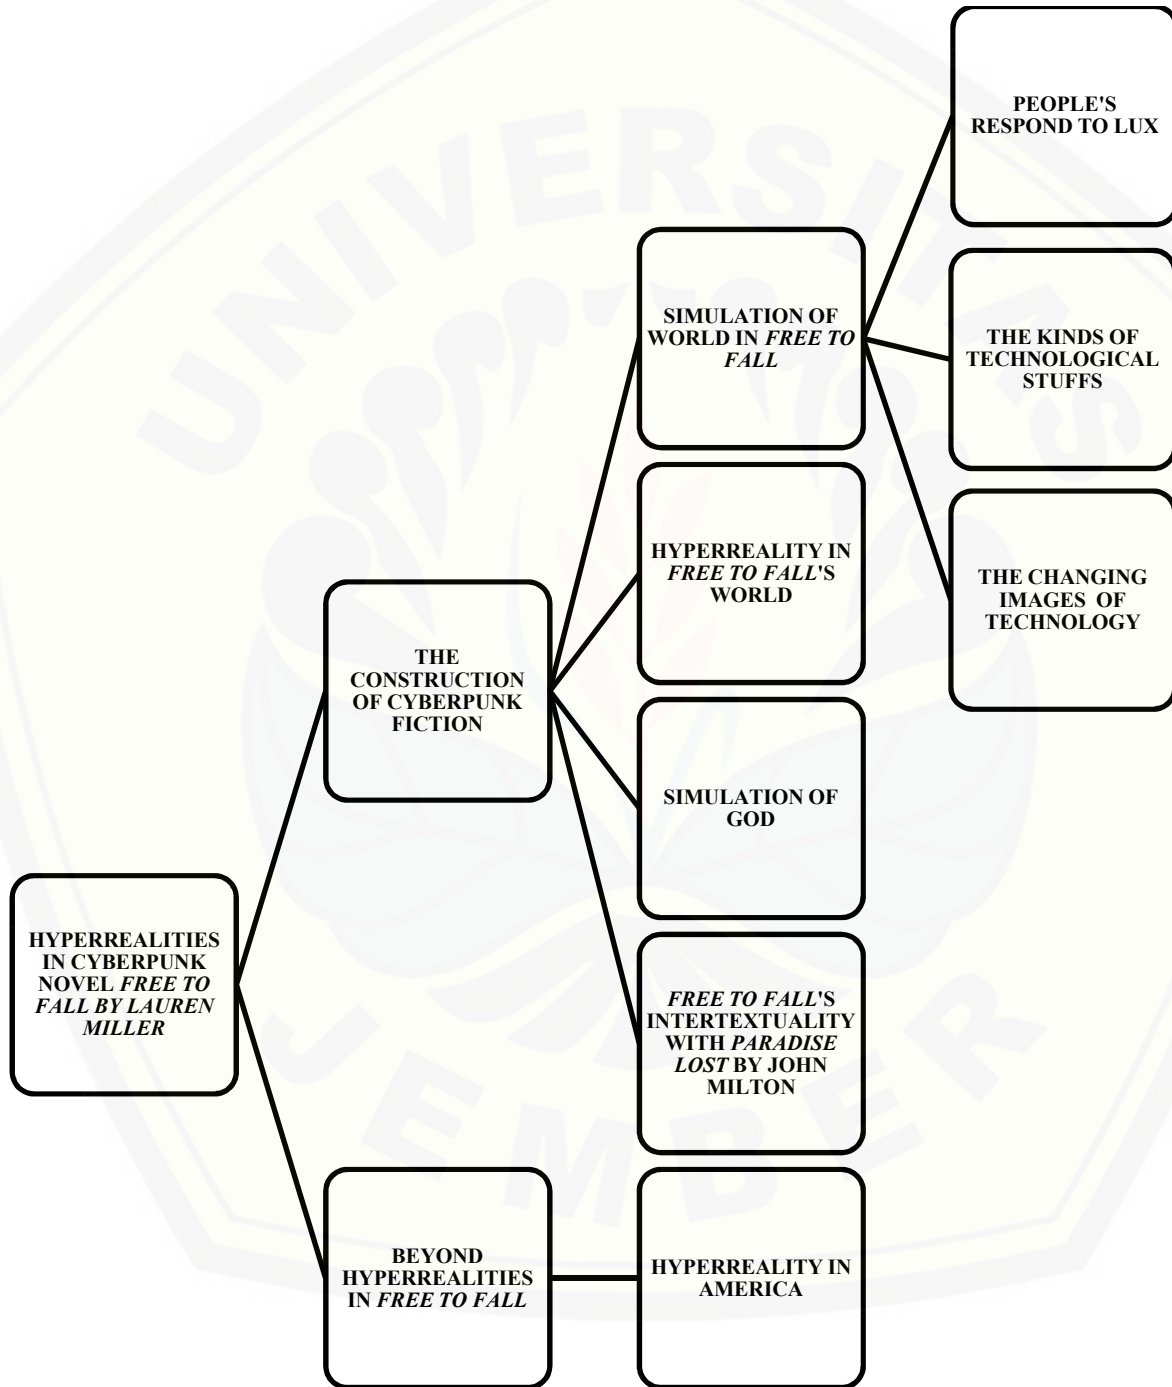 HYPERREALITIES
IN CYBERPUNK
NOVEL FREE TO
FALL BY LAUREN
MILLER
THE
CONSTRUCTION
OF CYBERPUNK
FICTION
SIMULATION OF
WORLD IN FREE TO
FALL
PEOPLE'S
RESPOND TO LUX
THE KINDS OF
TECHNOLOGICAL
STUFFS
THE CHANGING
IMAGES OF
TECHNOLOGY
HYPERREALITY IN
FREE TO FALL'S
WORLD
SIMULATION OF
GOD
FREE TO FALL'S
INTERTEXTUALITY
WITH PARADISE
LOST BY JOHN
MILTON
BEYOND
HYPERREALITIES
IN FREE TO FALL
HYPERREALITY IN
AMERICA
UNIVERSITAS
JEMBER